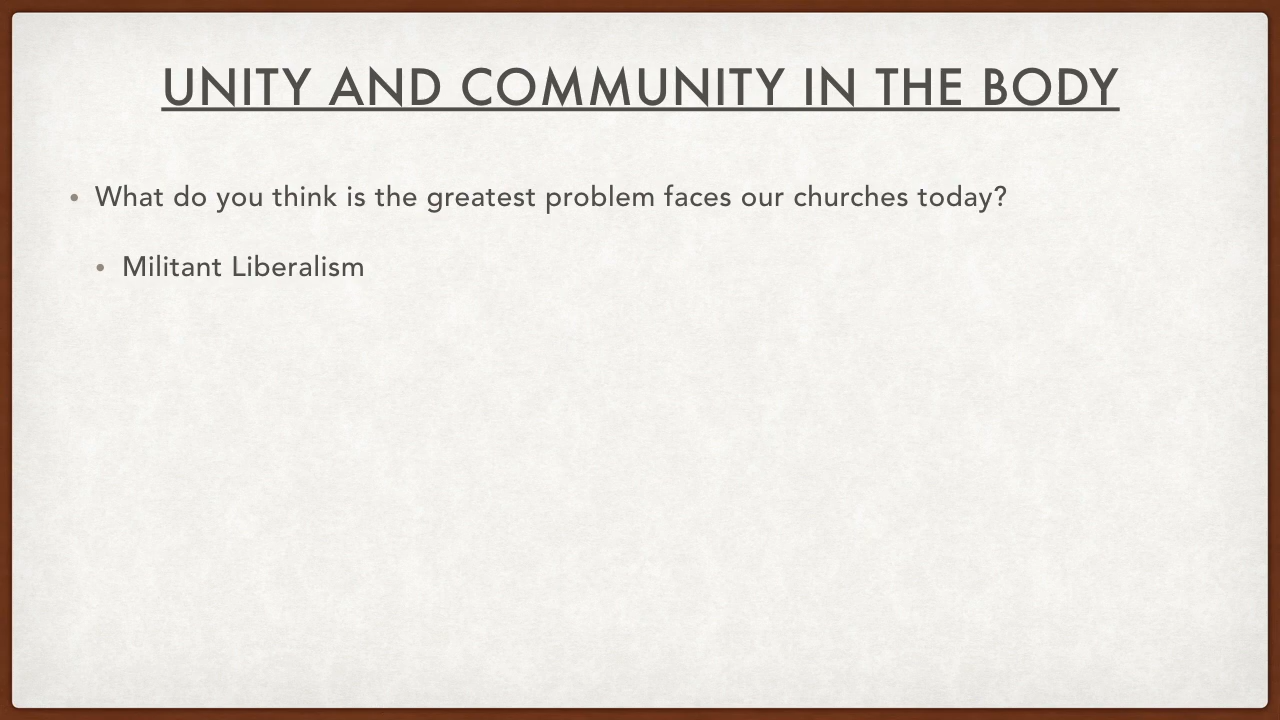 UNITY AND COMMUNITY IN THE BODY
• What do you think is the greatest problem faces our churches today?
• Militant Liberalism